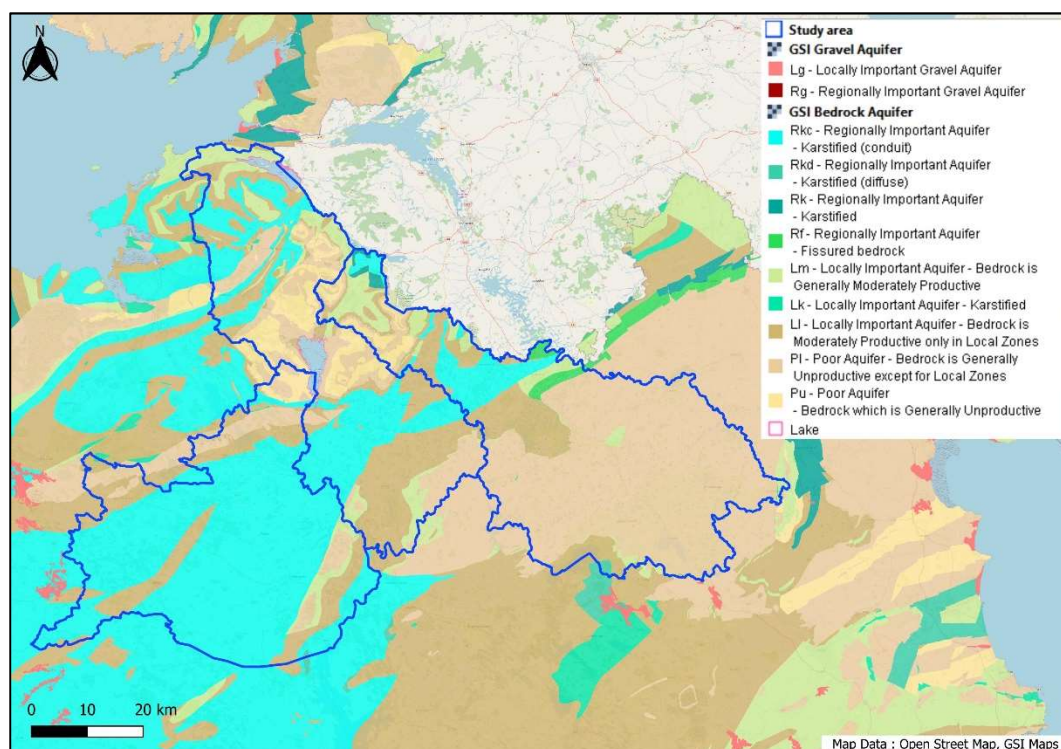 N
Study area
GSI Gravel Aquifer
Lg - Locally Important Gravel Aquifer
Rg - Regionally Important Gravel Aquifer
GSI Bedrock Aquifer
Rkc - Regionally Important Aquifer
- Karstified (conduit)
Rkd - Regionally Important Aquifer
- Karstified (diffuse)
Rk - Regionally Important Aquifer
- Karstified
Rf - Regionally Important Aquifer
- Fissured bedrock
Lm - Locally Important Aquifer - Bedrock is
Generally Moderately Productive
Lk - Locally Important Aquifer - Karstified
Ll - Locally Important Aquifer - Bedrock is
Moderately Productive only in Local Zones
Pl - Poor Aquifer - Bedrock is Generally
Unproductive except for Local Zones
Pu - Poor Aquifer
- Bedrock which is Generally Unproductive
Lake
0 10 20 km
Map Data : Open Street Map, GSI Maps